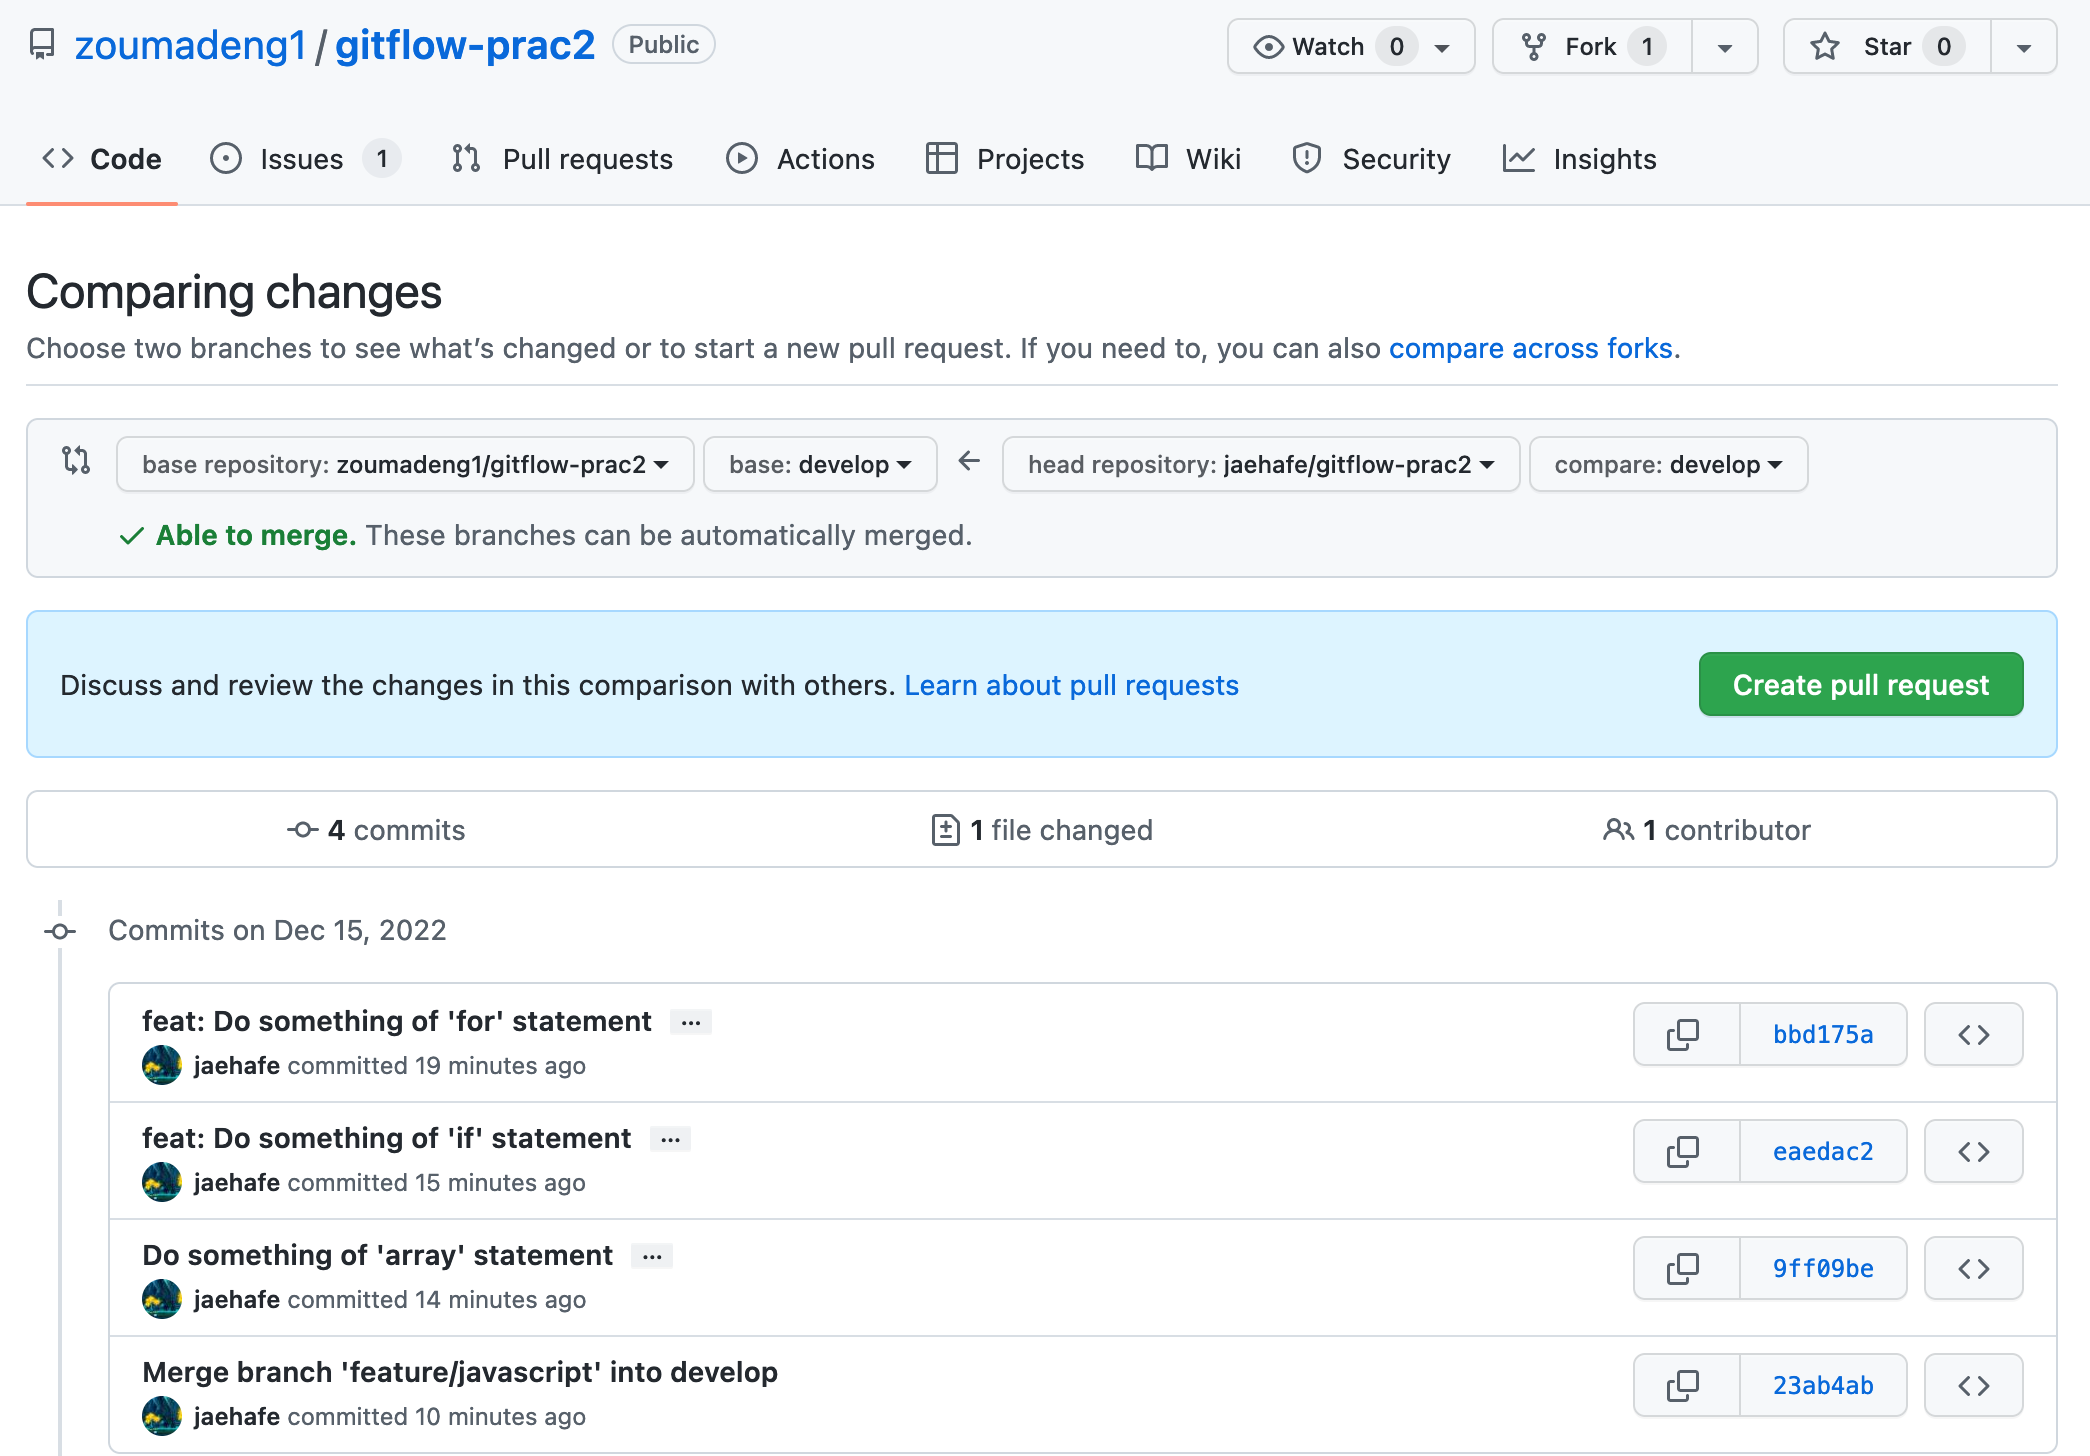 zoumadeng1 / gitflow-prac2 Public
Watch 0 Fork 1 Star 0
Code Issues 1 Pull requests Actions Projects Wiki Security Insights
Comparing changes
Choose two branches to see what’s changed or to start a new pull request. If you need to, you can also compare across forks.
base repository: zoumadeng1/gitflow-prac2 base: develop ← head repository: jaehafe/gitflow-prac2 compare: develop
✓ Able to merge. These branches can be automatically merged.
Discuss and review the changes in this comparison with others. Learn about pull requests Create pull request
4 commits 1 file changed 1 contributor
Commits on Dec 15, 2022
feat: Do something of 'for' statement …
jaehafe committed 19 minutes ago
bbd175a <>
feat: Do something of 'if' statement …
jaehafe committed 15 minutes ago
eaedac2 <>
Do something of 'array' statement …
jaehafe committed 14 minutes ago
9ff09be <>
Merge branch 'feature/javascript' into develop
jaehafe committed 10 minutes ago
23ab4ab <>